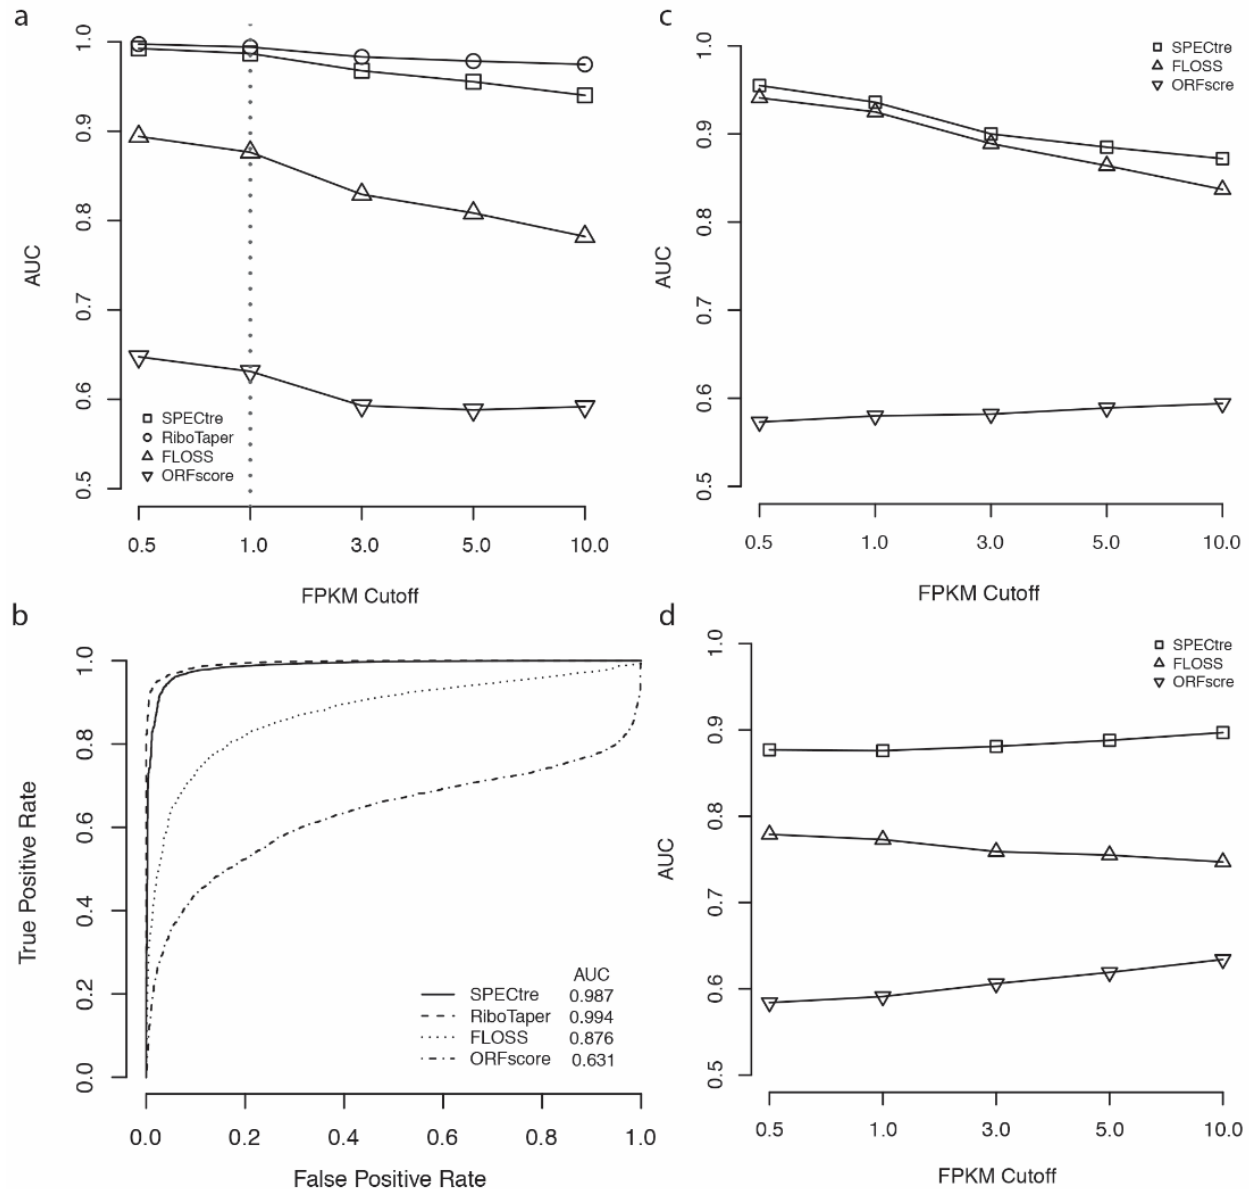 a
AUC
1.0
0.9
0.8
0.7
0.6
0.5
SPECtre
RiboTaper
FLOSS
ORFscore
0.5 1.0 3.0 5.0 10.0
FPKM Cutoff
b
True Positive Rate
1.0
0.8
0.6
0.4
0.2
0.0
AUC
SPECtre 0.987
RiboTaper 0.994
FLOSS 0.876
ORFscore 0.631
0.0 0.2 0.4 0.6 0.8 1.0
False Positive Rate
c
AUC
1.0
0.9
0.8
0.7
0.6
0.5
SPECtre
FLOSS
ORFscre
0.5 1.0 3.0 5.0 10.0
FPKM Cutoff
d
AUC
1.0
0.9
0.8
0.7
0.6
0.5
SPECtre
FLOSS
ORFscre
0.5 1.0 3.0 5.0 10.0
FPKM Cutoff